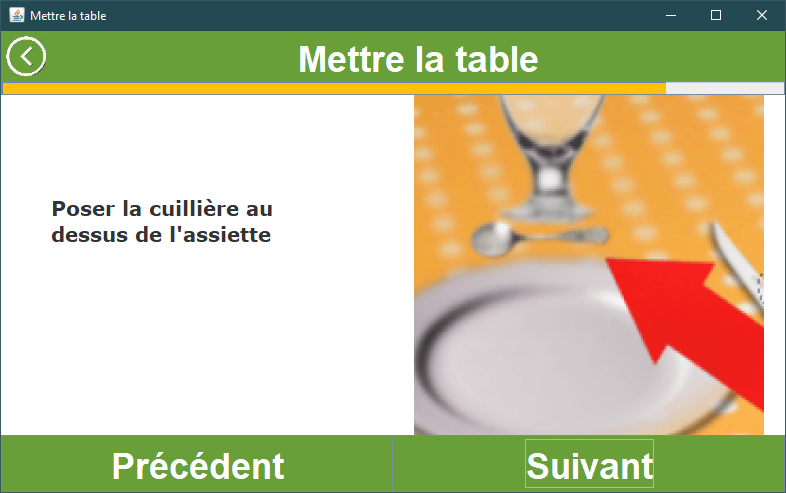 Mettre la table
Mettre la table
Poser la cuillière au
dessus de l'assiette
Précédent
Suivant